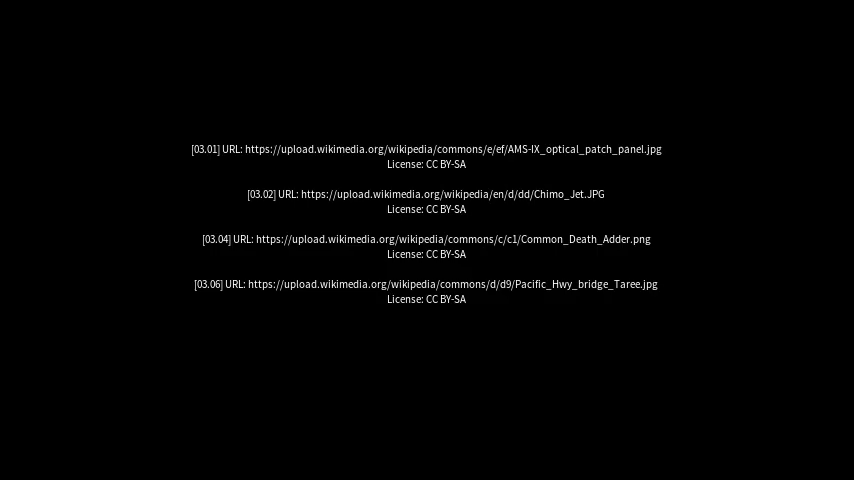 [03.01] URL: https://upload.wikimedia.org/wikipedia/commons/e/ef/AMS-IX_optical_patch_panel.jpg
License: CC BY-SA
[03.02] URL: https://upload.wikimedia.org/wikipedia/en/d/dd/Chimo_Jet.JPG
License: CC BY-SA
[03.04] URL: https://upload.wikimedia.org/wikipedia/commons/c/c1/Common_Death_Adder.png
License: CC BY-SA
[03.06] URL: https://upload.wikimedia.org/wikipedia/commons/d/d9/Pacific_Hwy_bridge_Taree.jpg
License: CC BY-SA